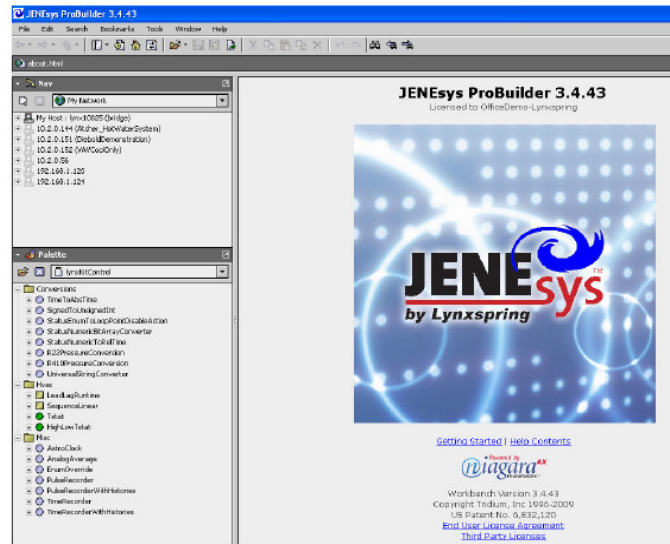 JENEsys ProBuilder 3.4.43
File Edit Search Bookmarks Tools Window Help
about.html
Nav
My Network
My Host : lynx10025 (bridge)
10.2.0.144 (Atcher_HotWaterSystem)
10.2.0.151 (DieboldDemonstration)
10.2.0.152 (VAVCoolOnly)
10.2.0.56
192.168.1.120
192.168.1.124
Palette
lynxKitControl
Conversions
TimeToAbsTime
SignedToUnsignedInt
StatusEnumToLoopPointDisableAction
StatusNumericBitArrayConverter
StatusNumericToRelTime
R22PressureConversion
R410PressureConversion
UniversalStringConverter
Hvac
LeadLagRuntime
SequenceLinear
Tstat
HighLowTstat
Misc
AstroClock
AnalogAverage
EnumOverride
PulseRecorder
PulseRecorderWithHistories
TimeRecorder
TimeRecorderWithHistories
JENEsys ProBuilder 3.4.43
Licensed to OfficeDemo-Lynxspring
JENEsys™
by Lynxspring
Getting Started | Help Contents
Powered by
niagara AX
FRAMEWORK
Workbench Version 3.4.43
Copyright Tridium, Inc 1996-2009
US Patent No. 6,832,120
End User License Agreement
Third Party Licenses